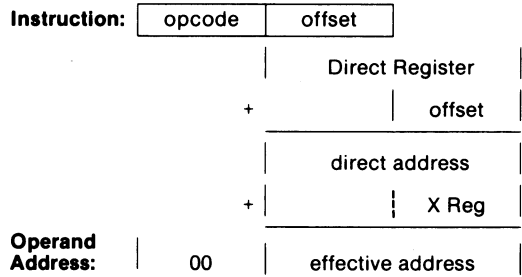 Instruction: opcode offset
Direct Register
+ offset
direct address
+ X Reg
Operand
Address: 00 effective address